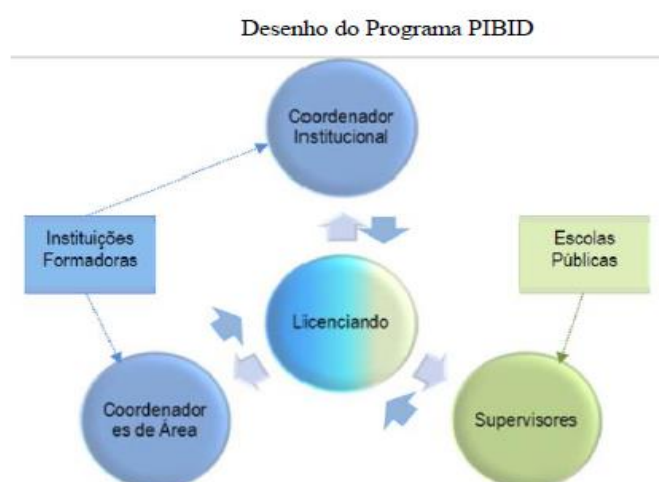 Desenho do Programa PIBID
Coordenador
Institucional
Instituições
Formadoras
Escolas
Públicas
Licenciando
Coordenador
es de Área
Supervisores